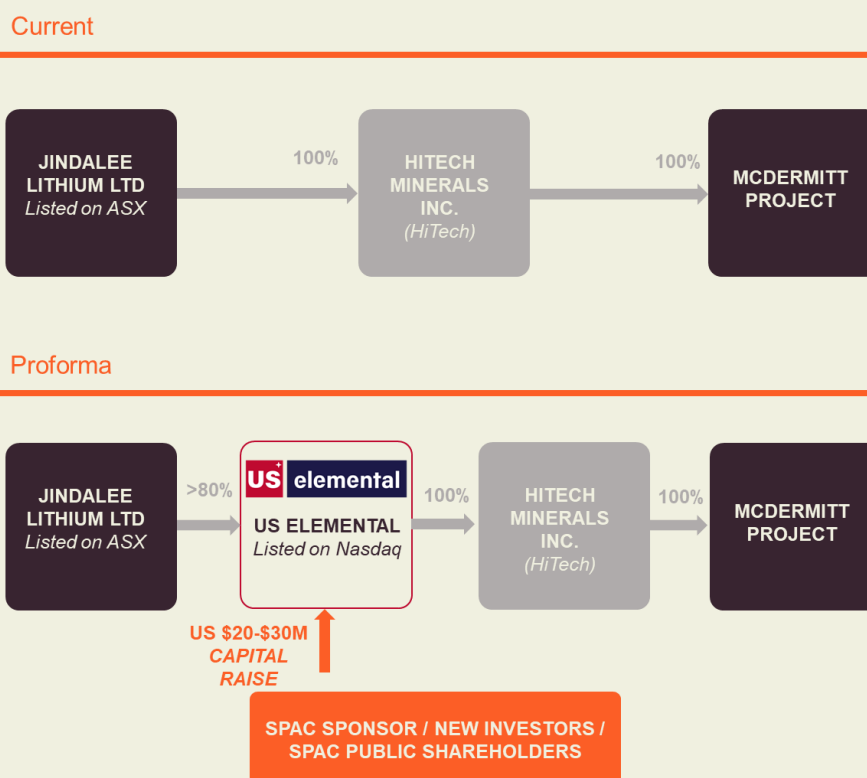 Current
JINDALEE
LITHIUM LTD
Listed on ASX
100%
HITECH
MINERALS
INC.
(HiTech)
100%
MCDERMITT
PROJECT
Proforma
JINDALEE
LITHIUM LTD
Listed on ASX
>80%
US elemental
US ELEMENTAL
Listed on Nasdaq
100%
HITECH
MINERALS
INC.
(HiTech)
100%
MCDERMITT
PROJECT
US $20-$30M
CAPITAL
RAISE
SPAC SPONSOR / NEW INVESTORS /
SPAC PUBLIC SHAREHOLDERS